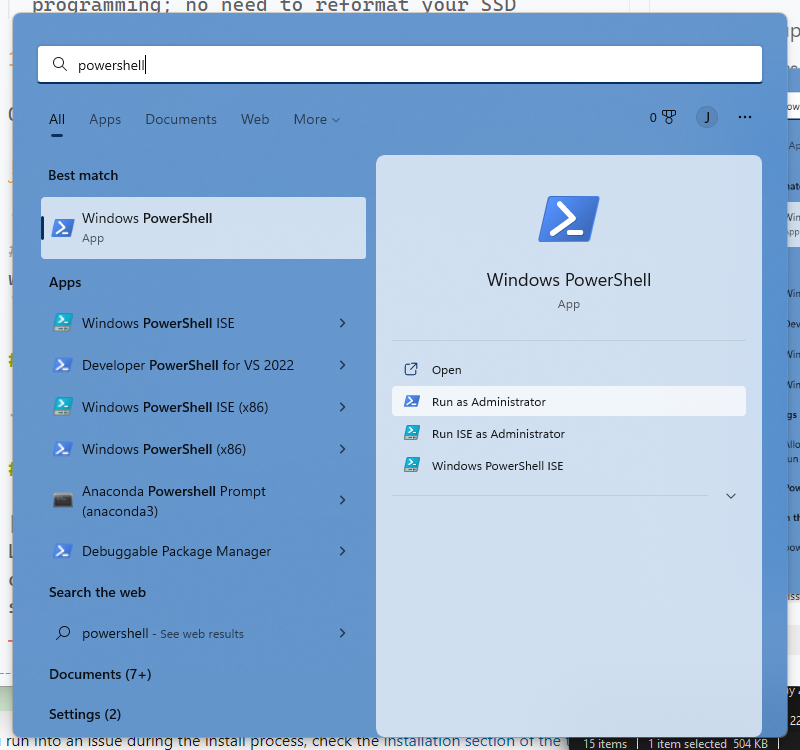 programming; no need to reformat your SSD
powershell
All Apps Documents Web More 0 J ...
Best match
Windows PowerShell
App
Apps
Windows PowerShell ISE
Developer PowerShell for VS 2022
Windows PowerShell ISE (x86)
Windows PowerShell (x86)
Anaconda Powershell Prompt
(anaconda3)
Debuggable Package Manager
Search the web
powershell - See web results
Documents (7+)
Settings (2)
Windows PowerShell
App
Open
Run as Administrator
Run ISE as Administrator
Windows PowerShell ISE
run into an issue during the install process, check the installation section of the
15 items 1 item selected 504 KB